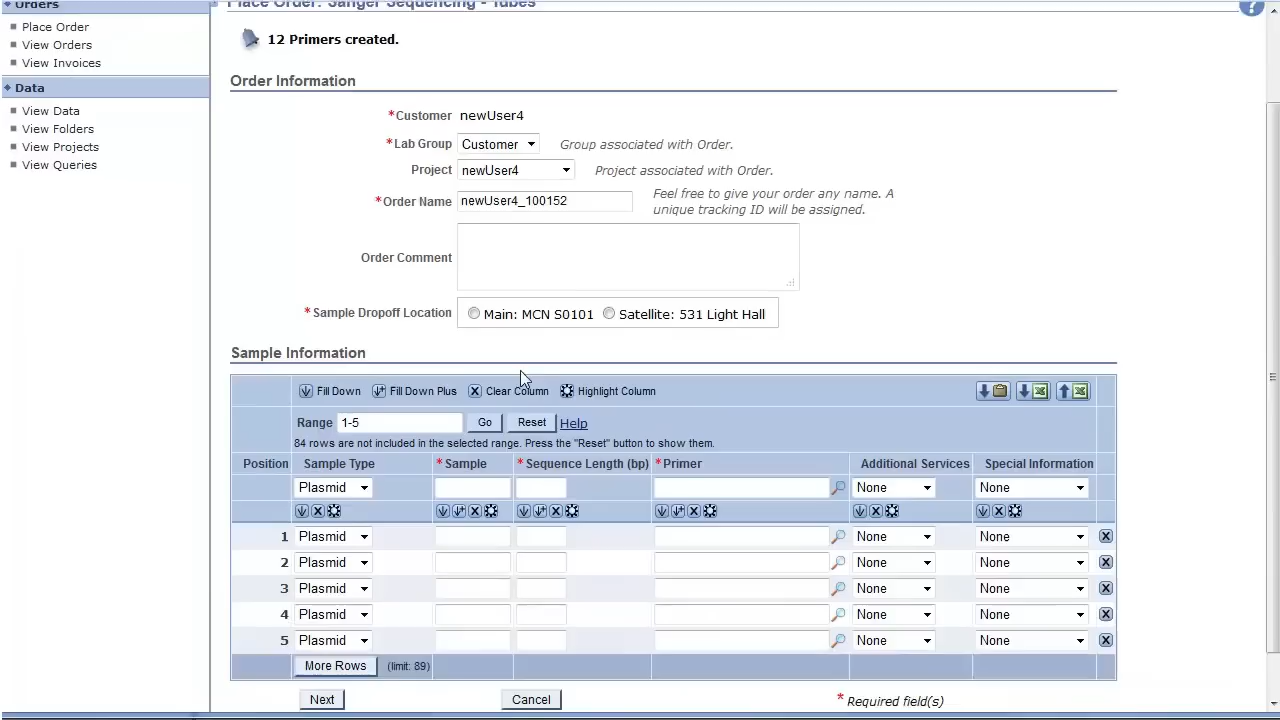 Orders
Place Order: Sanger Sequencing - Tubes
?
Place Order
View Orders
View Invoices
Data
View Data
View Folders
View Projects
View Queries
12 Primers created.
Order Information
*Customer newUser4
*Lab Group Customer Group associated with Order.
Project newUser4 Project associated with Order.
*Order Name newUser4_100152 Feel free to give your order any name. A
unique tracking ID will be assigned.
Order Comment
* Sample Dropoff Location Main: MCN S0101 Satellite: 531 Light Hall
Sample Information
Fill Down Fill Down Plus Clear Column Highlight Column
Range 1-5 Go Reset Help
84 rows are not included in the selected range. Press the "Reset" button to show them.
Position Sample Type *Sample *Sequence Length (bp) *Primer Additional Services Special Information
Plasmid None None
1 Plasmid None None
2 Plasmid None None
3 Plasmid None None
4 Plasmid None None
5 Plasmid None None
More Rows (limit: 89)
Next Cancel * Required field(s)